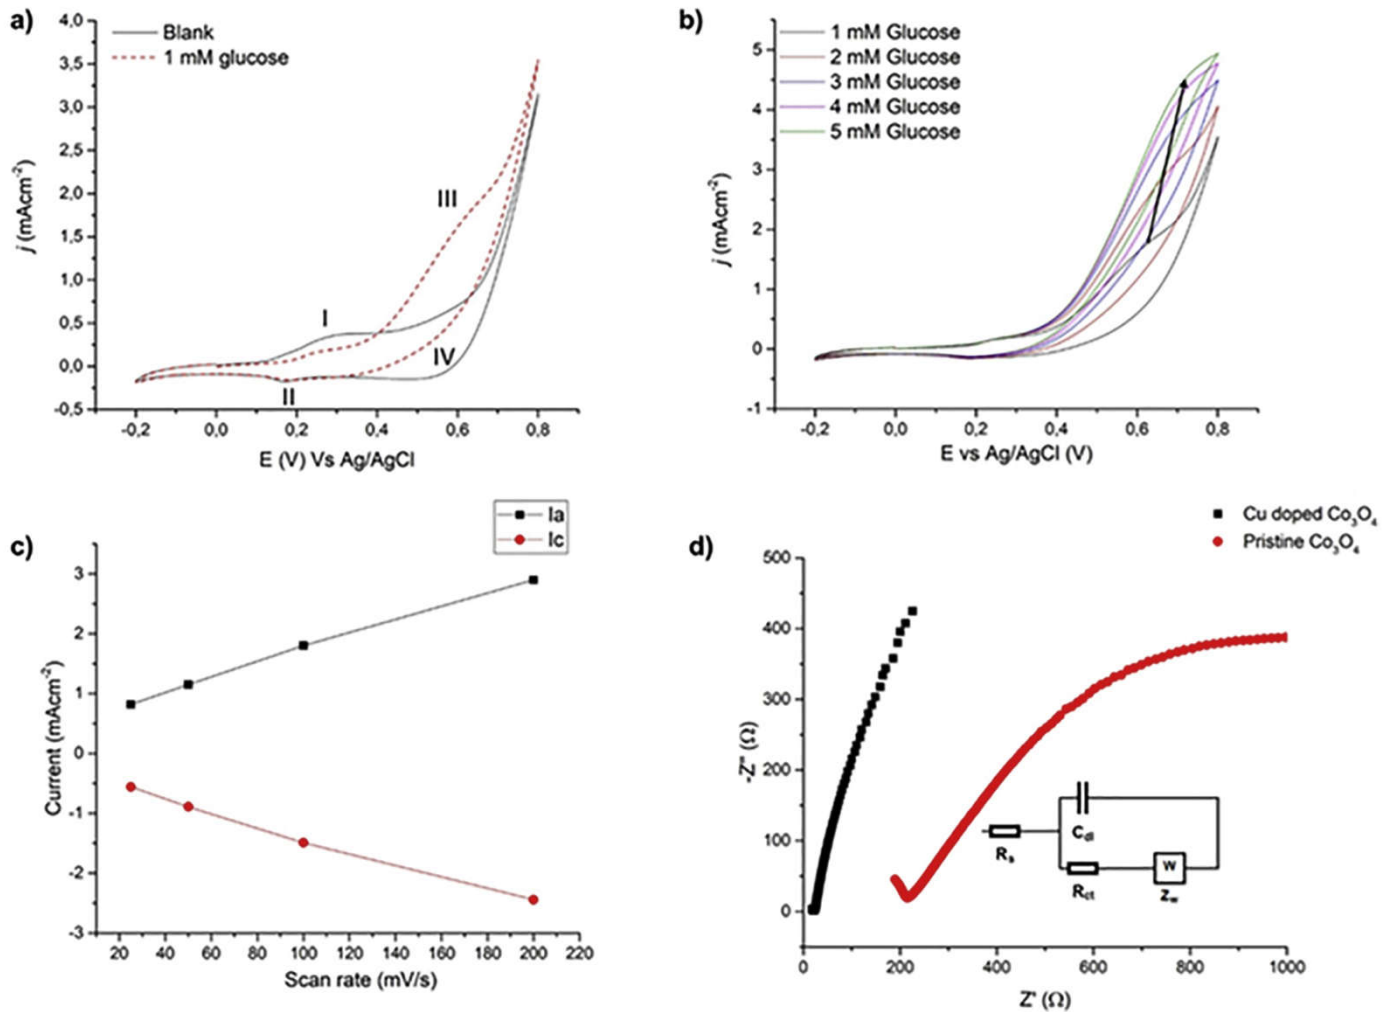 a)
4,0
3,5
3,0
2,5
2,0
1,5
1,0
0,5
0,0
-0,5
j (mAcm⁻²)
Blank
1 mM glucose
I
II
III
IV
-0,2 0,0 0,2 0,4 0,6 0,8
E (V) Vs Ag/AgCl
b)
5
4
3
2
1
0
-1
j (mAcm⁻²)
1 mM Glucose
2 mM Glucose
3 mM Glucose
4 mM Glucose
5 mM Glucose
-0,2 0,0 0,2 0,4 0,6 0,8
E vs Ag/AgCl (V)
c)
Ia
Ic
3
2
1
0
-1
-2
-3
Current (mAcm⁻²)
20 40 60 80 100 120 140 160 180 200 220
Scan rate (mV/s)
d)
Cu doped Co₃O₄
Pristine Co₃O₄
500
400
300
200
100
0
-Z" (Ω)
Rs
Cdl
Rct
W
Zw
0 200 400 600 800 1000
Z' (Ω)